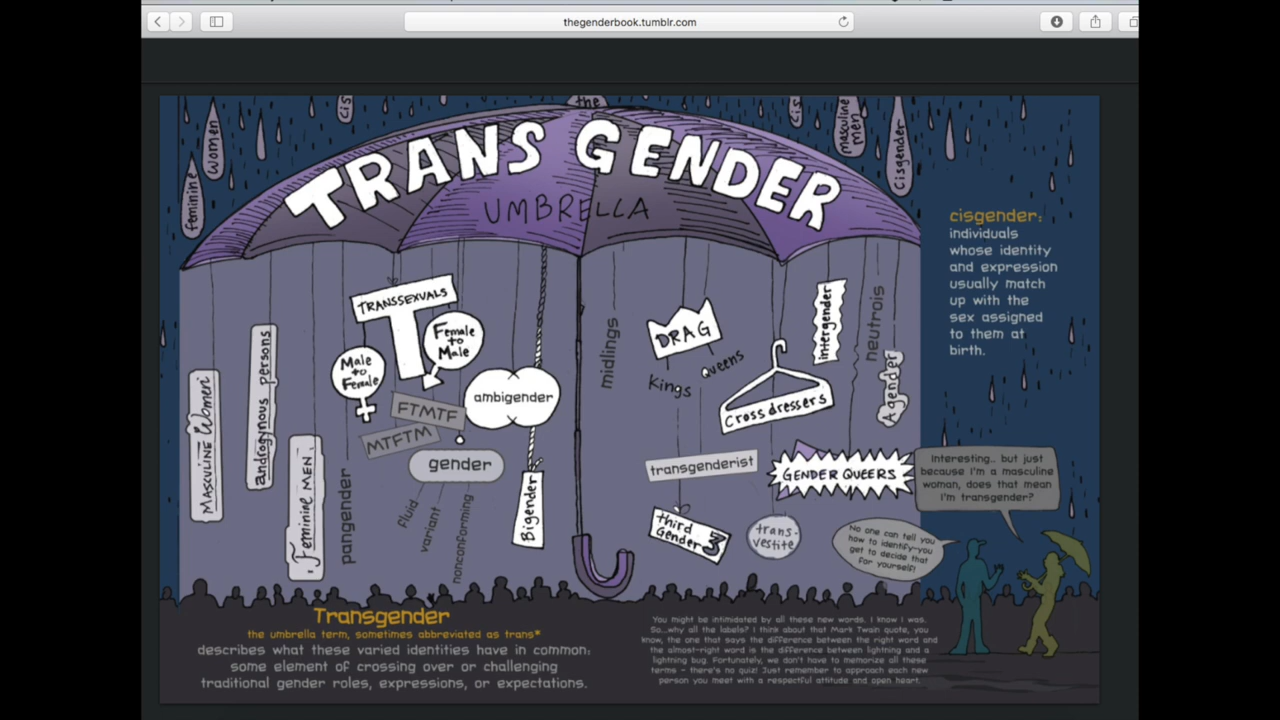 thegenderbook.tumblr.com
the
cis
Cis
Women
feminine
masculine
men
Cisgender
TRANSGENDER
UMBRELLA
cisgender:
individuals
whose identity
and expression
usually match
up with the
sex assigned
to them at
birth.
TRANSSEXUALS
T
Male
to
Female
Female
to
Male
FTMTF
MTFTM
ambigender
gender
fluid
variant
nonconforming
Bigender
MASCULINE Women
androgynous persons
Feminine MEN
pangender
midlings
DRAG
Kings
Queens
Cross dressers
intergender
neutrois
Agender
transgenderist
GENDER QUEERS
third
Gender 3
trans-
vestite
Interesting.. but just
because I'm a masculine
woman, does that mean
I'm transgender?
No one can tell you
how to identify-you
get to decide that
for yourself!
Transgender
the umbrella term, sometimes abbreviated as trans*
describes what these varied identities have in common:
some element of crossing over or challenging
traditional gender roles, expressions, or expectations.
You might be intimidated by all these new words. I know I was.
So...why all the labels? I think about that Mark Twain quote, you
know, the one that says the difference between the right word and
the almost-right word is the difference between lightning and a
lightning bug. Fortunately, we don't have to memorize all these
terms - there's no quiz! Just remember to approach each new
person you meet with a respectful attitude and open heart.